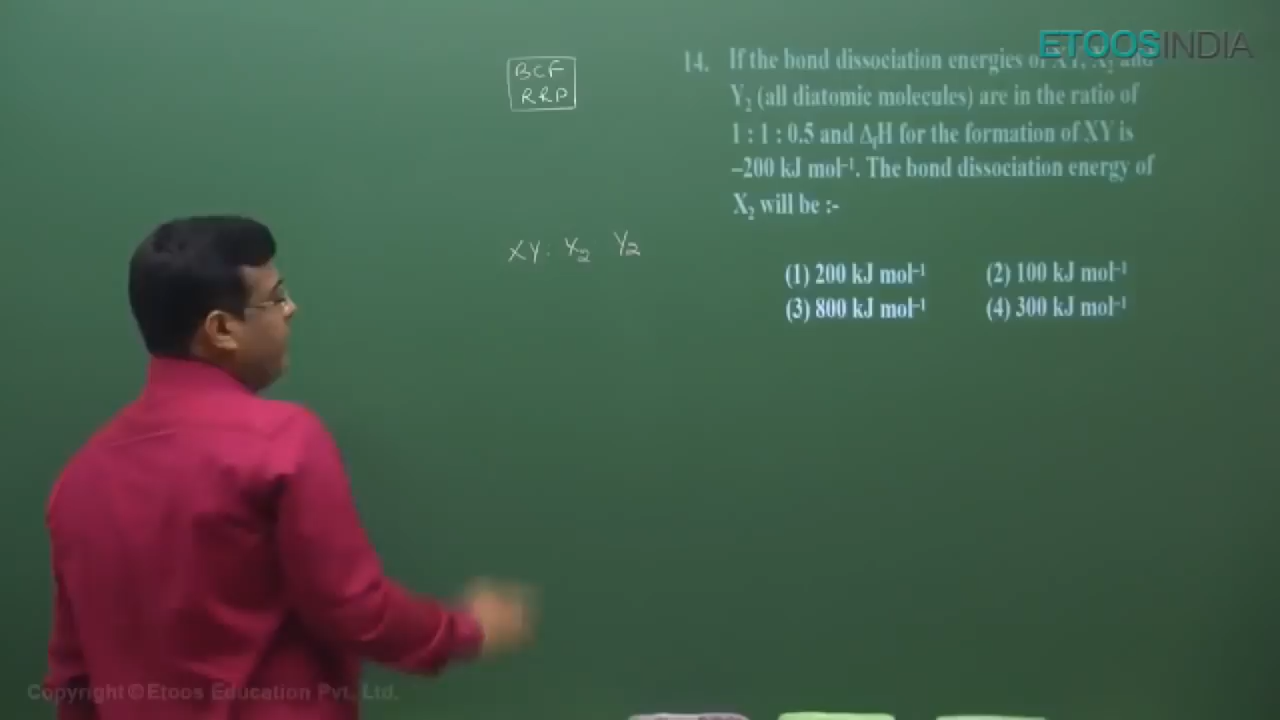 ETOOSINDIA
BCF
RRP
14. If the bond dissociation energies of XY, X₂ and
Y₂ (all diatomic molecules) are in the ratio of
1 : 1 : 0.5 and ΔfH for the formation of XY is
–200 kJ mol⁻¹. The bond dissociation energy of
X₂ will be :-
XY: X₂ Y₂
(1) 200 kJ mol⁻¹ (2) 100 kJ mol⁻¹
(3) 800 kJ mol⁻¹ (4) 300 kJ mol⁻¹
Copyright © Etoos Education Pvt. Ltd.